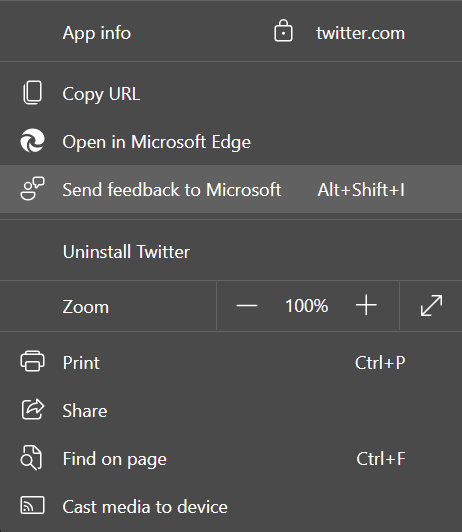 App info twitter.com
Copy URL
Open in Microsoft Edge
Send feedback to Microsoft Alt+Shift+I
Uninstall Twitter
Zoom 100%
Print Ctrl+P
Share
Find on page Ctrl+F
Cast media to device